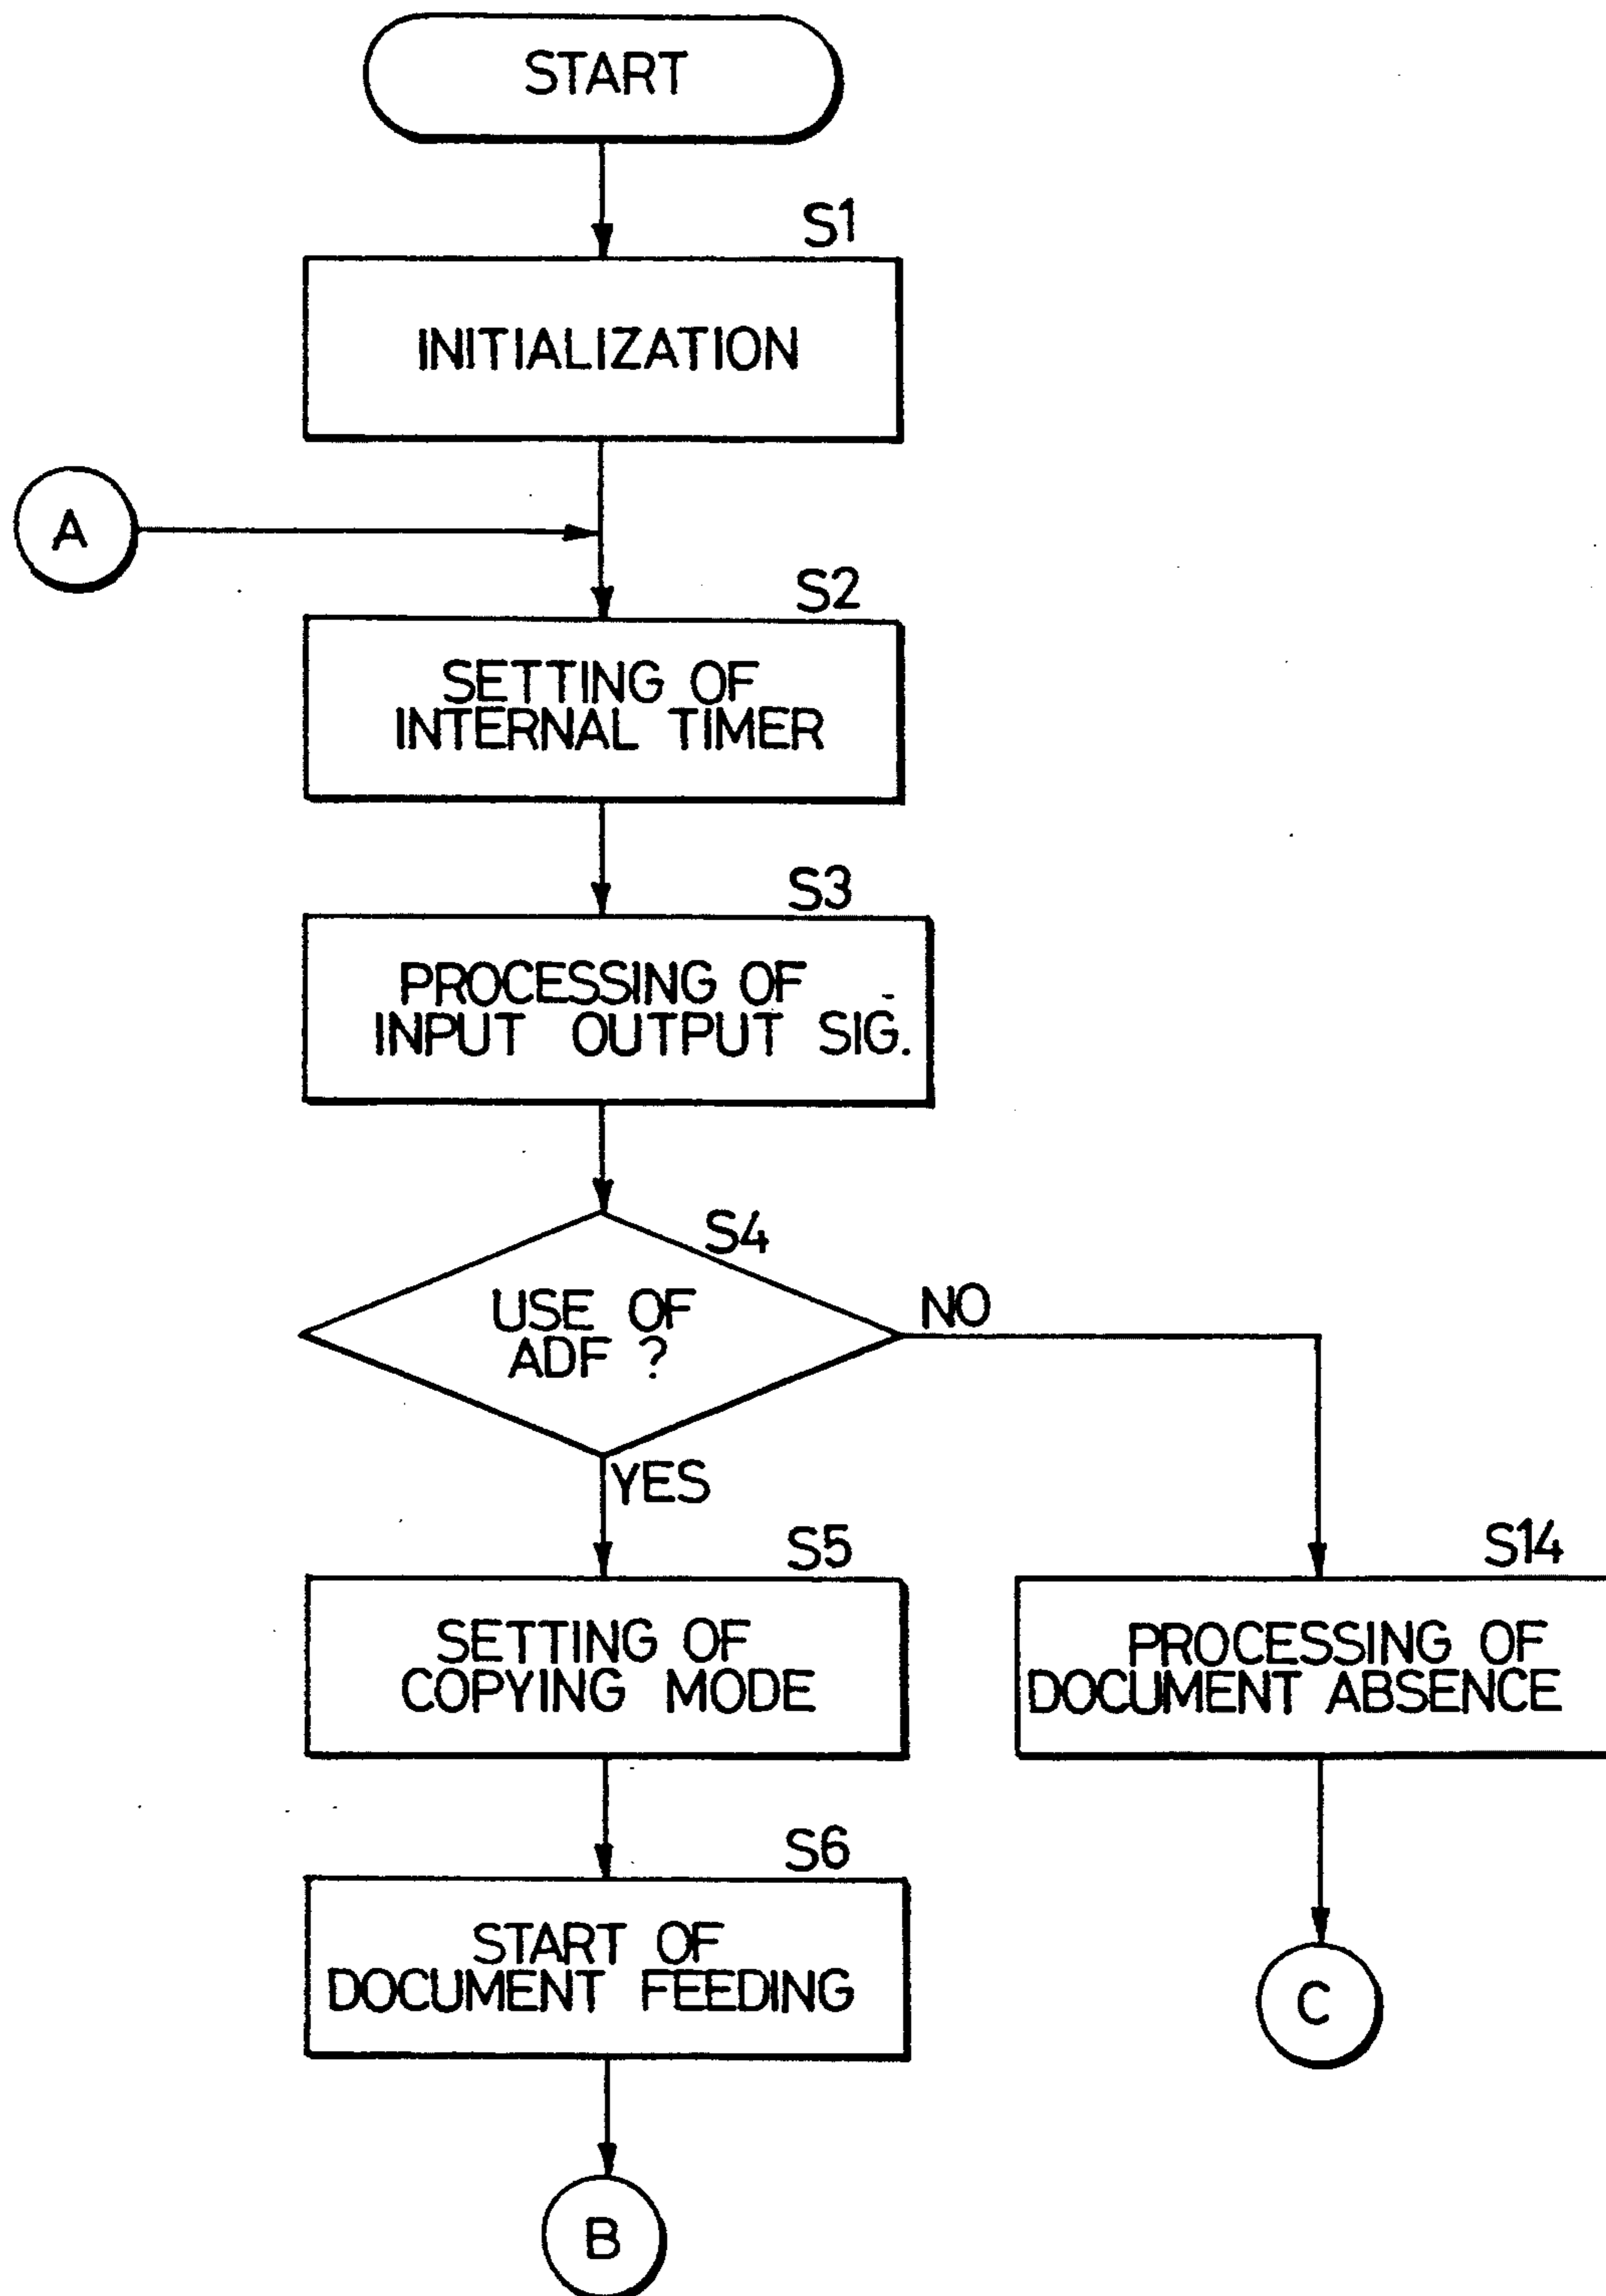 START
S1
INITIALIZATION
A
S2
SETTING OF
INTERNAL TIMER
S3
PROCESSING OF
INPUT OUTPUT SIG.
S4
USE OF
ADF ?
NO
YES
S5
SETTING OF
COPYING MODE
S14
PROCESSING OF
DOCUMENT ABSENCE
S6
START OF
DOCUMENT FEEDING
C
B